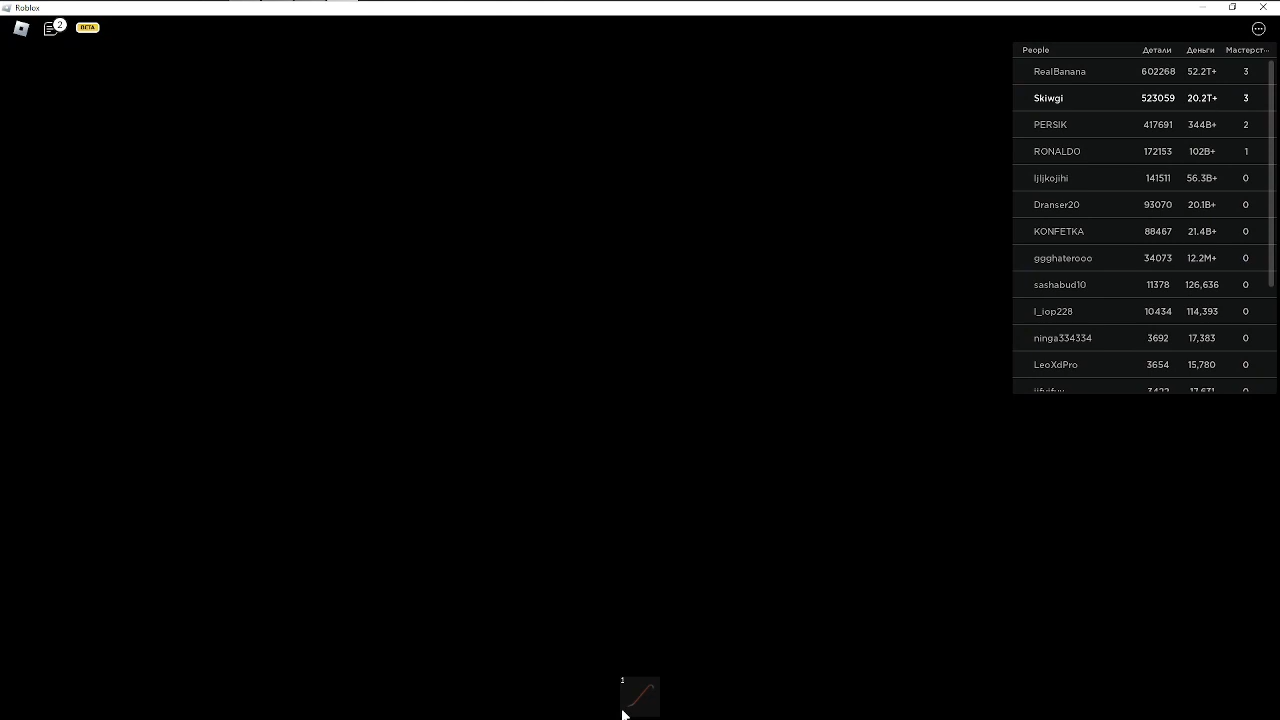 Roblox
2 BETA
People Детали Деньги Мастерст...
RealBanana 602268 52.2T+ 3
Skiwgi 523059 20.2T+ 3
PERSIK 417691 344B+ 2
RONALDO 172153 102B+ 1
ljljkojihi 141511 56.3B+ 0
Dranser20 93070 20.1B+ 0
KONFETKA 88467 21.4B+ 0
ggghaterooo 34073 12.2M+ 0
sashabud10 11378 126,636 0
l_iop228 10434 114,393 0
ninga334334 3692 17,383 0
LeoXdPro 3654 15,780 0
1